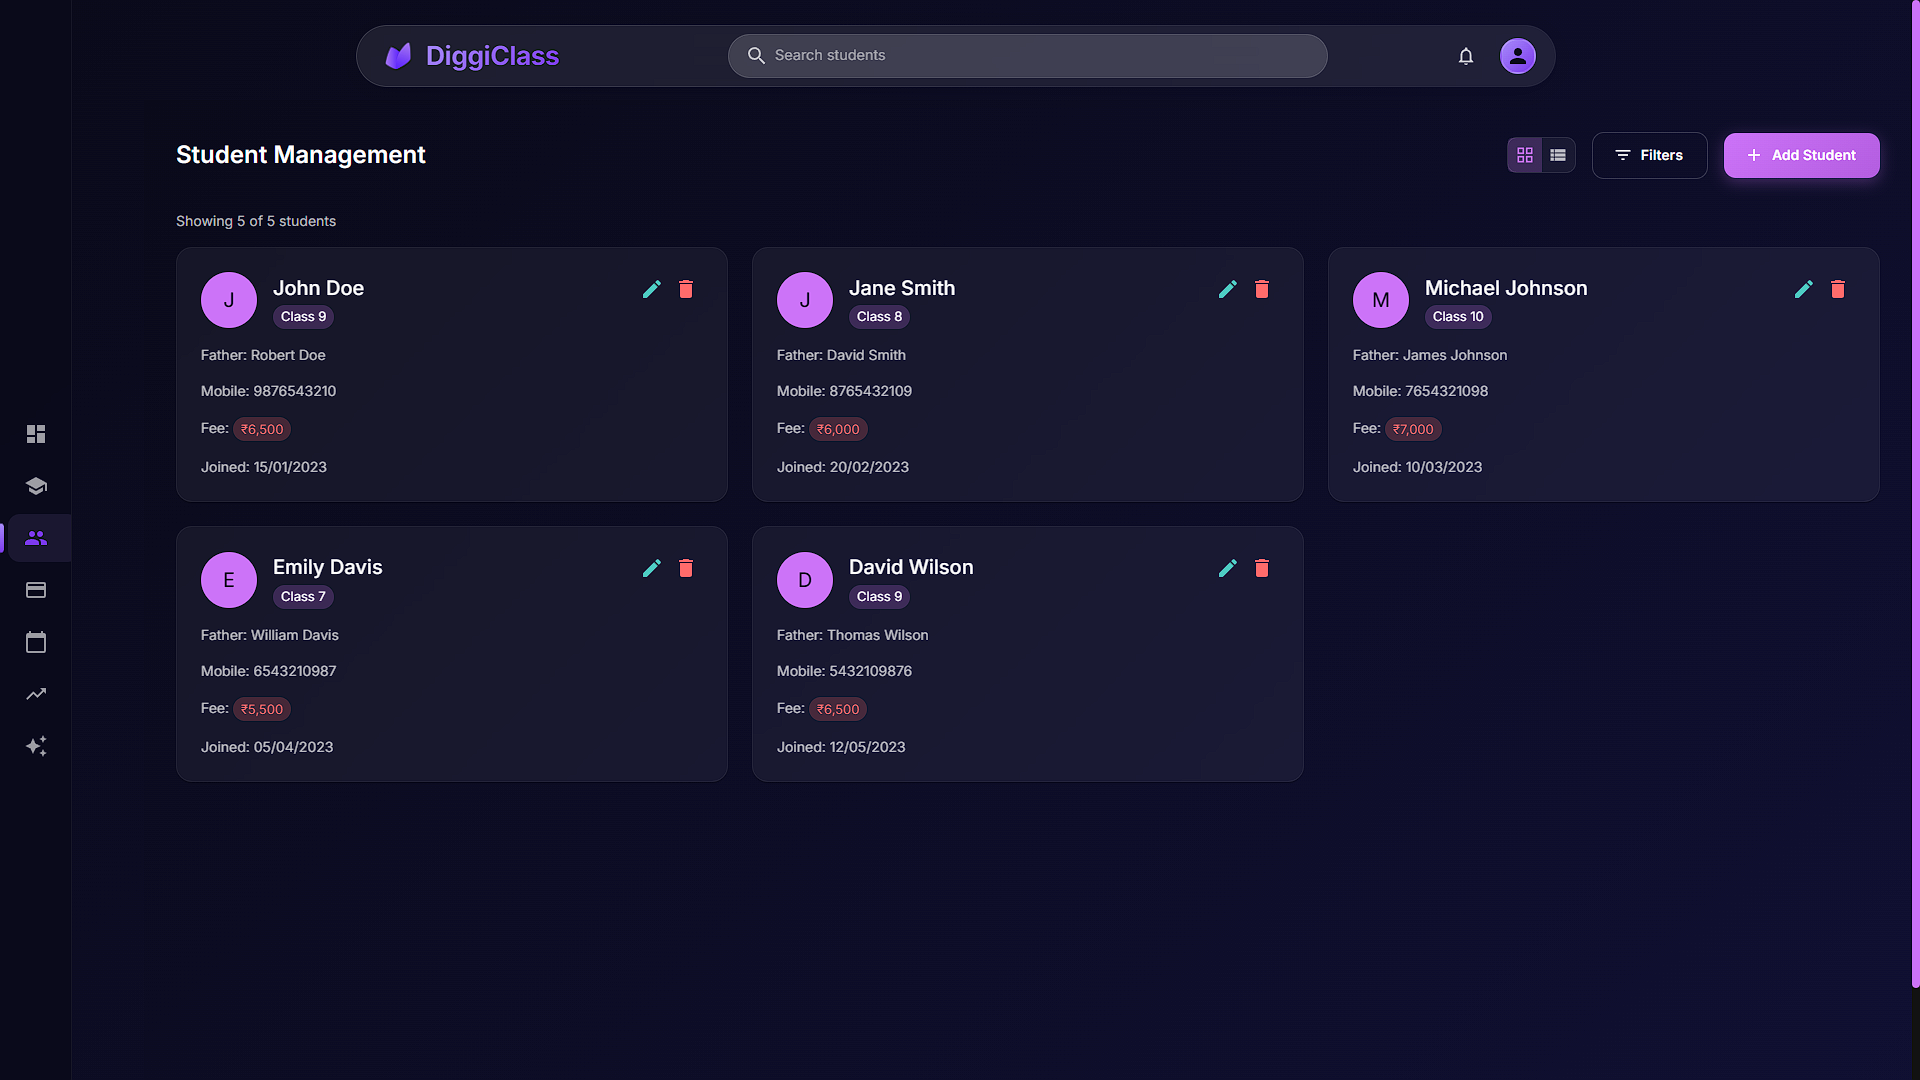 DiggiClass
Search students
Student Management
Filters
Add Student
Showing 5 of 5 students
J
John Doe
Class 9
Father: Robert Doe
Mobile: 9876543210
Fee: ₹6,500
Joined: 15/01/2023
J
Jane Smith
Class 8
Father: David Smith
Mobile: 8765432109
Fee: ₹6,000
Joined: 20/02/2023
M
Michael Johnson
Class 10
Father: James Johnson
Mobile: 7654321098
Fee: ₹7,000
Joined: 10/03/2023
E
Emily Davis
Class 7
Father: William Davis
Mobile: 6543210987
Fee: ₹5,500
Joined: 05/04/2023
D
David Wilson
Class 9
Father: Thomas Wilson
Mobile: 5432109876
Fee: ₹6,500
Joined: 12/05/2023